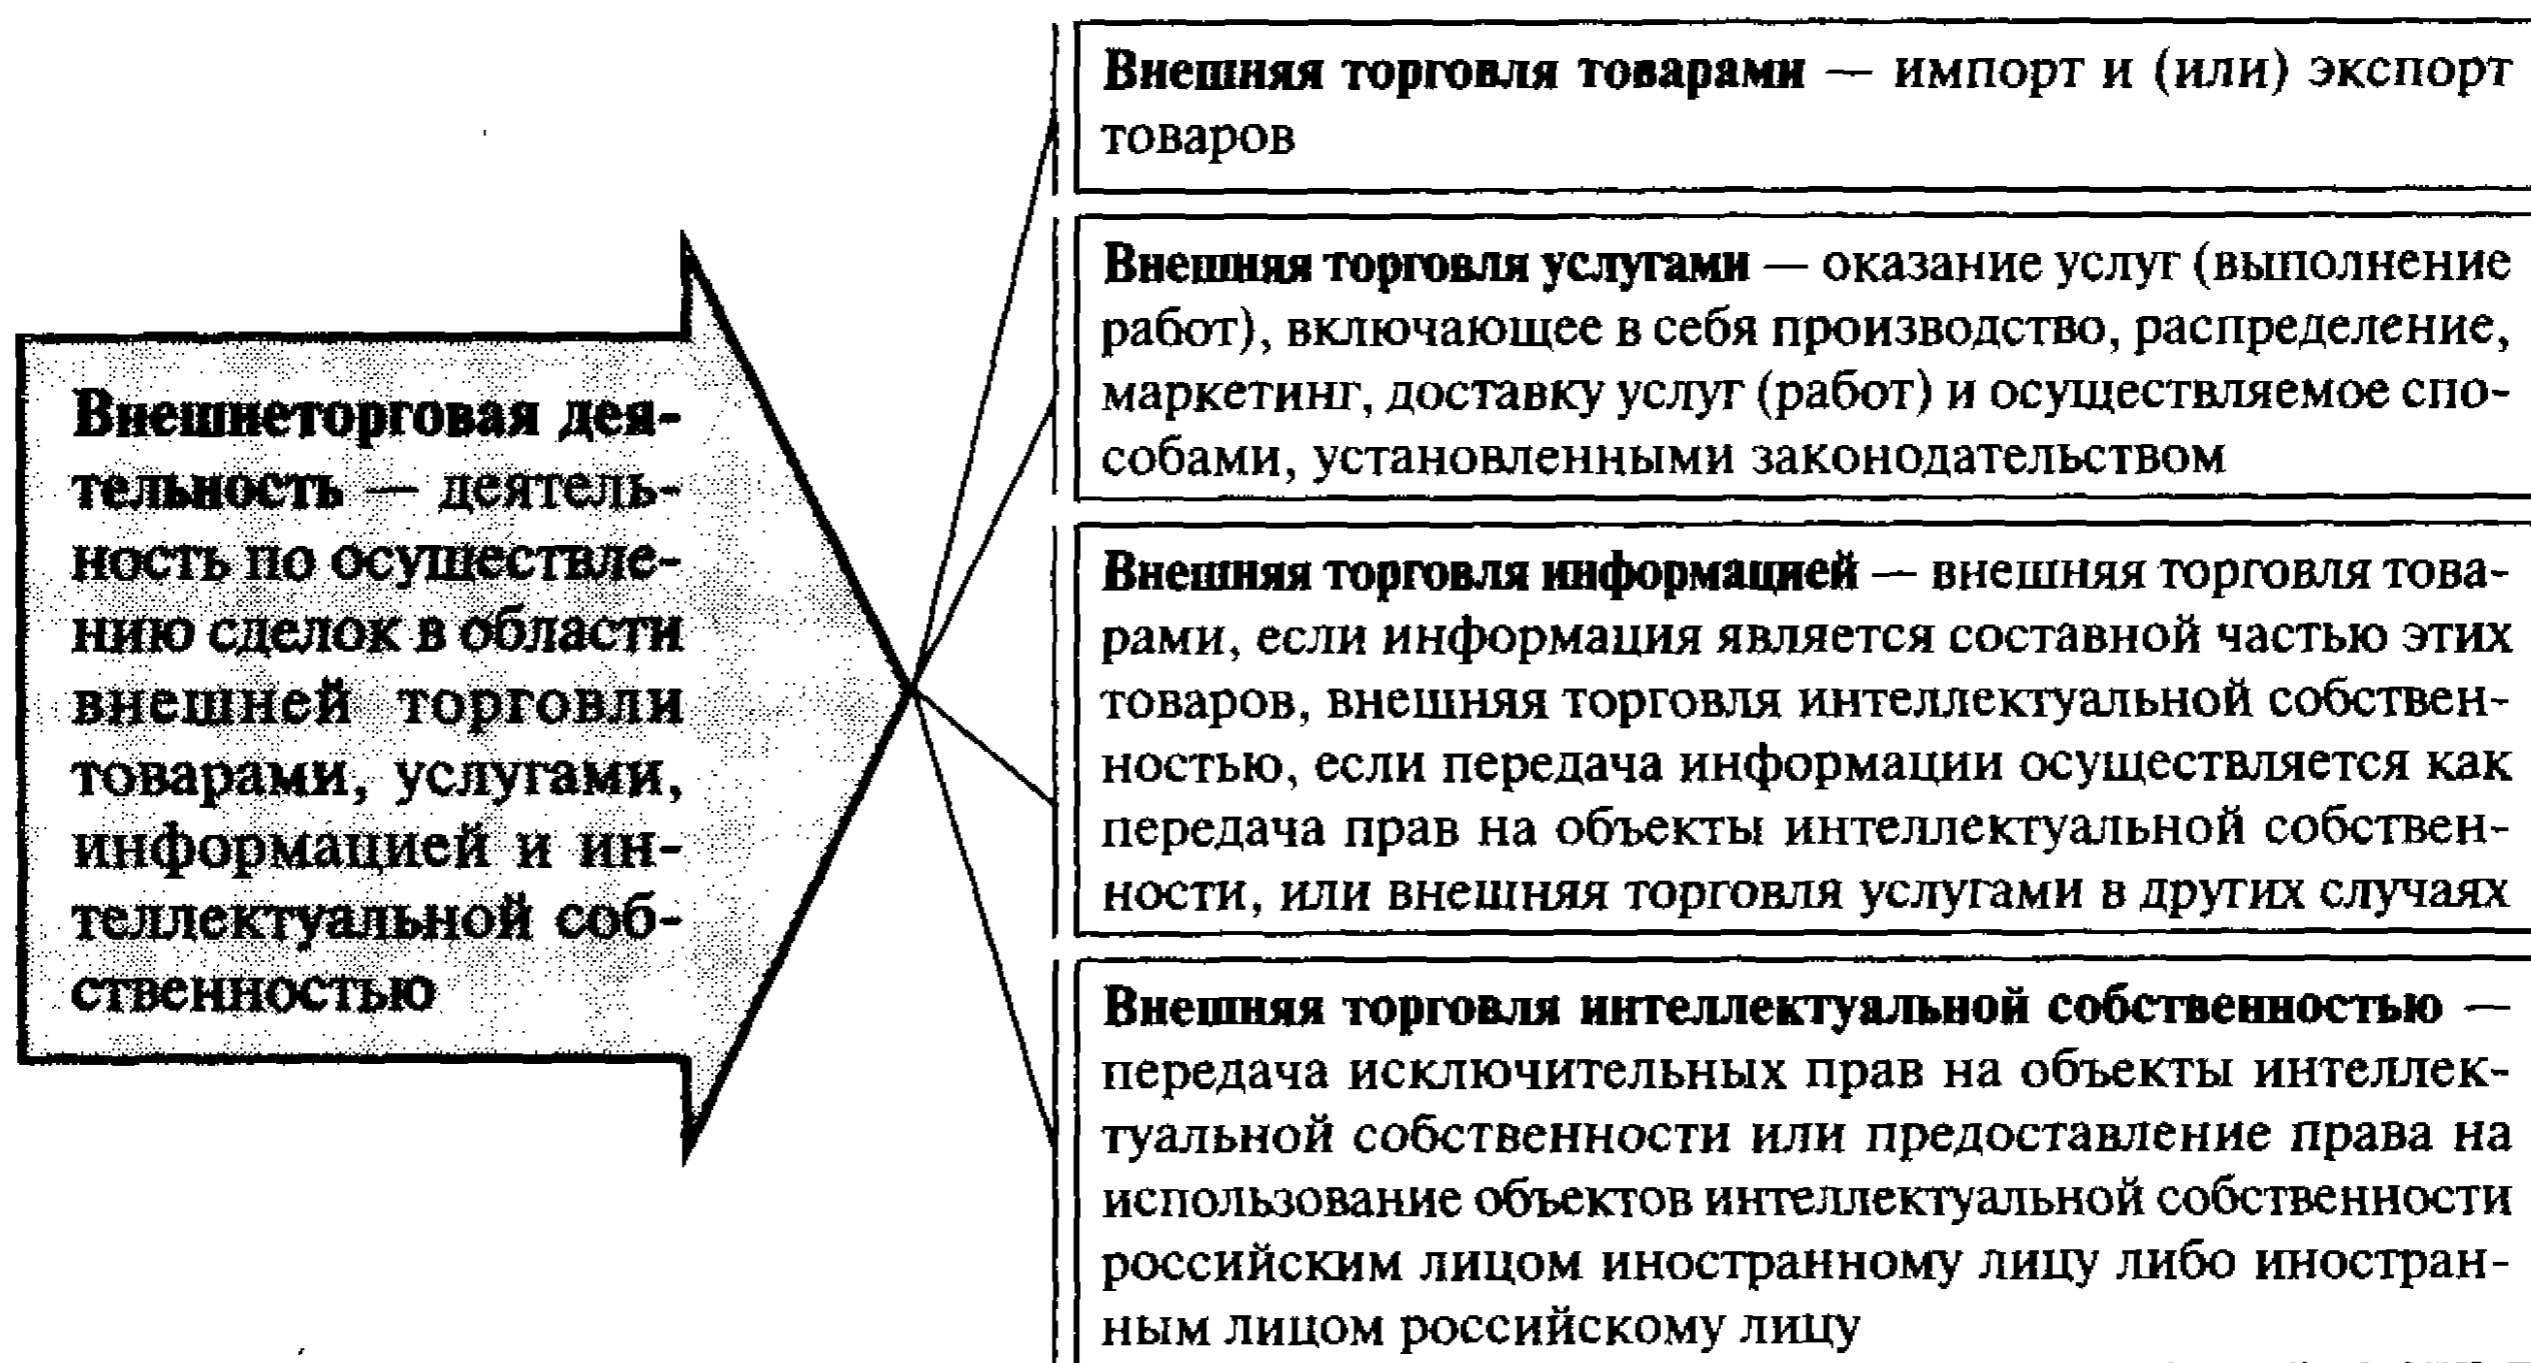 Внешнеторговая дея-
тельность — деятель-
ность по осуществле-
нию сделок в области
внешней торговли
товарами, услугами,
информацией и ин-
теллектуальной соб-
ственностью
Внешняя торговля товарами — импорт и (или) экспорт
товаров
Внешняя торговля услугами — оказание услуг (выполнение
работ), включающее в себя производство, распределение,
маркетинг, доставку услуг (работ) и осуществляемое спо-
собами, установленными законодательством
Внешняя торговля информацией — внешняя торговля това-
рами, если информация является составной частью этих
товаров, внешняя торговля интеллектуальной собствен-
ностью, если передача информации осуществляется как
передача прав на объекты интеллектуальной собствен-
ности, или внешняя торговля услугами в других случаях
Внешняя торговля интеллектуальной собственностью —
передача исключительных прав на объекты интеллек-
туальной собственности или предоставление права на
использование объектов интеллектуальной собственности
российским лицом иностранному лицу либо иностран-
ным лицом российскому лицу